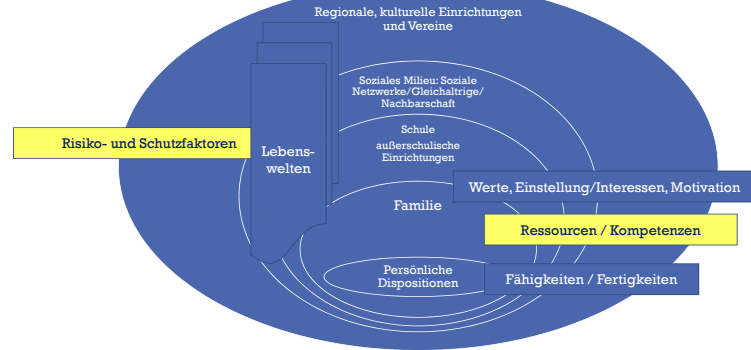 Regionale, kulturelle Einrichtungen
und Vereine
Soziales Milieu: Soziale
Netzwerke/Gleichaltrige/
Nachbarschaft
Schule
außerschulische
Einrichtungen
Risiko- und Schutzfaktoren
Lebens-
welten
Werte, Einstellung/Interessen, Motivation
Familie
Ressourcen / Kompetenzen
Persönliche
Dispositionen
Fähigkeiten / Fertigkeiten